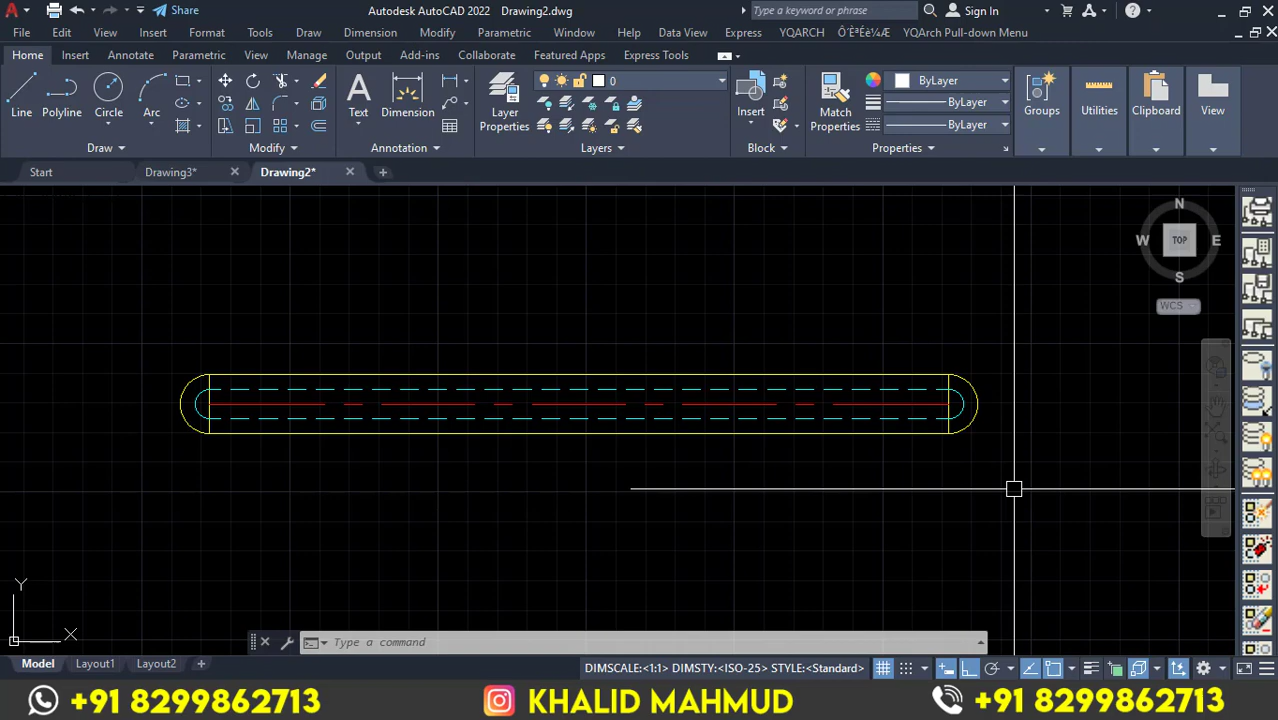 Share
Autodesk AutoCAD 2022 Drawing2.dwg
Type a keyword or phrase
Sign In
File Edit View Insert Format Tools Draw Dimension Modify Parametric Window Help Data View Express YQARCH Ô´È¼Æ YQArch Pull-down Menu
Home Insert Annotate Parametric View Manage Output Add-ins Collaborate Featured Apps Express Tools
0
ByLayer
ByLayer
ByLayer
Line Polyline Circle Arc
Text Dimension
Layer Properties
Insert
Match Properties
Groups Utilities Clipboard View
Draw Modify Annotation Layers Block Properties
Start Drawing3* Drawing2*
N
W TOP E
S
WCS
Y
X
Type a command
Model Layout1 Layout2
DIMSCALE:<1:1> DIMSTY:<ISO-25> STYLE:<Standard>
+91 8299862713 KHALID MAHMUD +91 8299862713